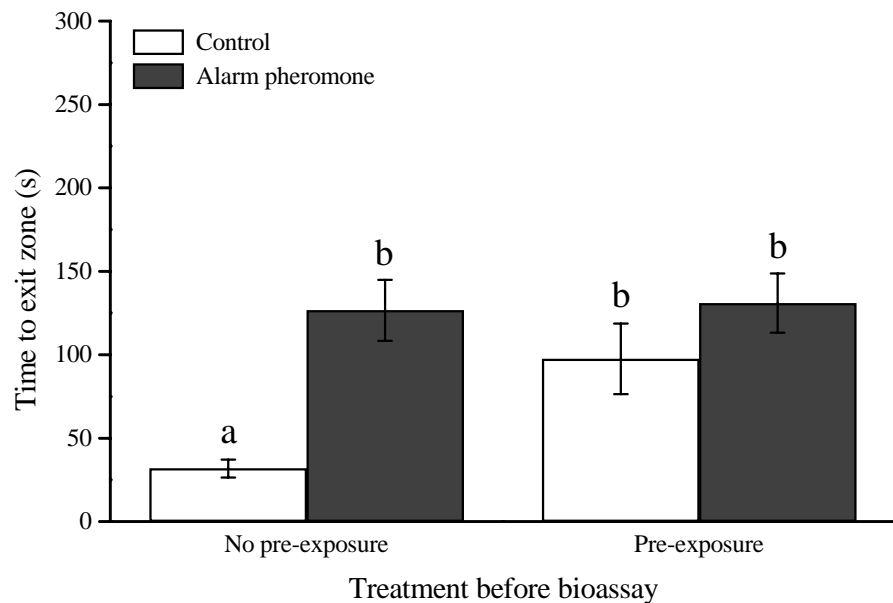 300
250
200
150
100
50
0
Time to exit zone (s)
Control
Alarm pheromone
a
b
b
b
No pre-exposure
Pre-exposure
Treatment before bioassay